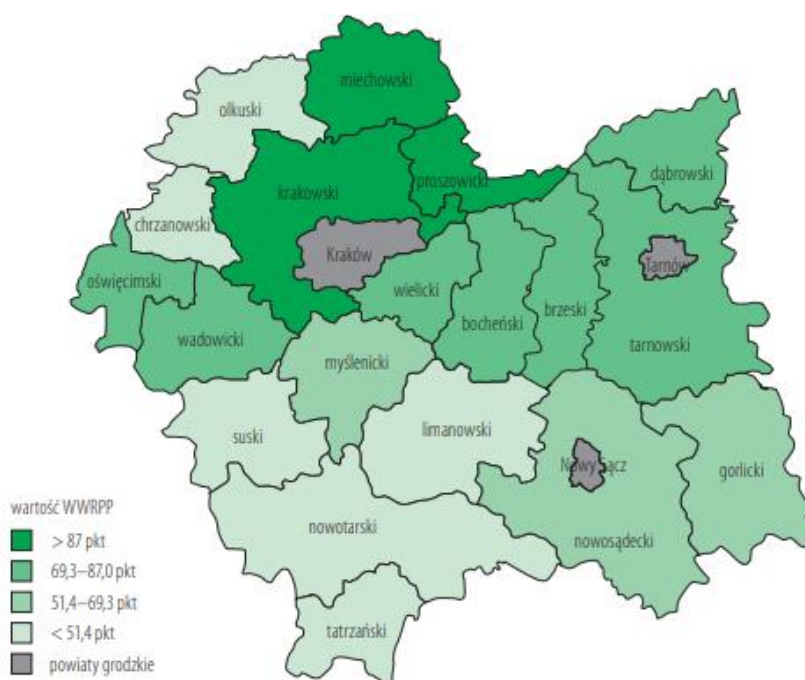 miechowski
olkuski
dąbrowski
proszowicki
krakowski
chrzanowski
Kraków
Tarnów
oświęcimski
wielicki
brzeski
bocheński
wadowicki
tarnowski
myślenicki
limanowski
suski
Nowy Sącz
gorlicki
wartość WWRPP
nowotarski
nowosądecki
> 87 pkt
69,3–87,0 pkt
51,4–69,3 pkt
tatrzański
< 51,4 pkt
powiaty grodzkie